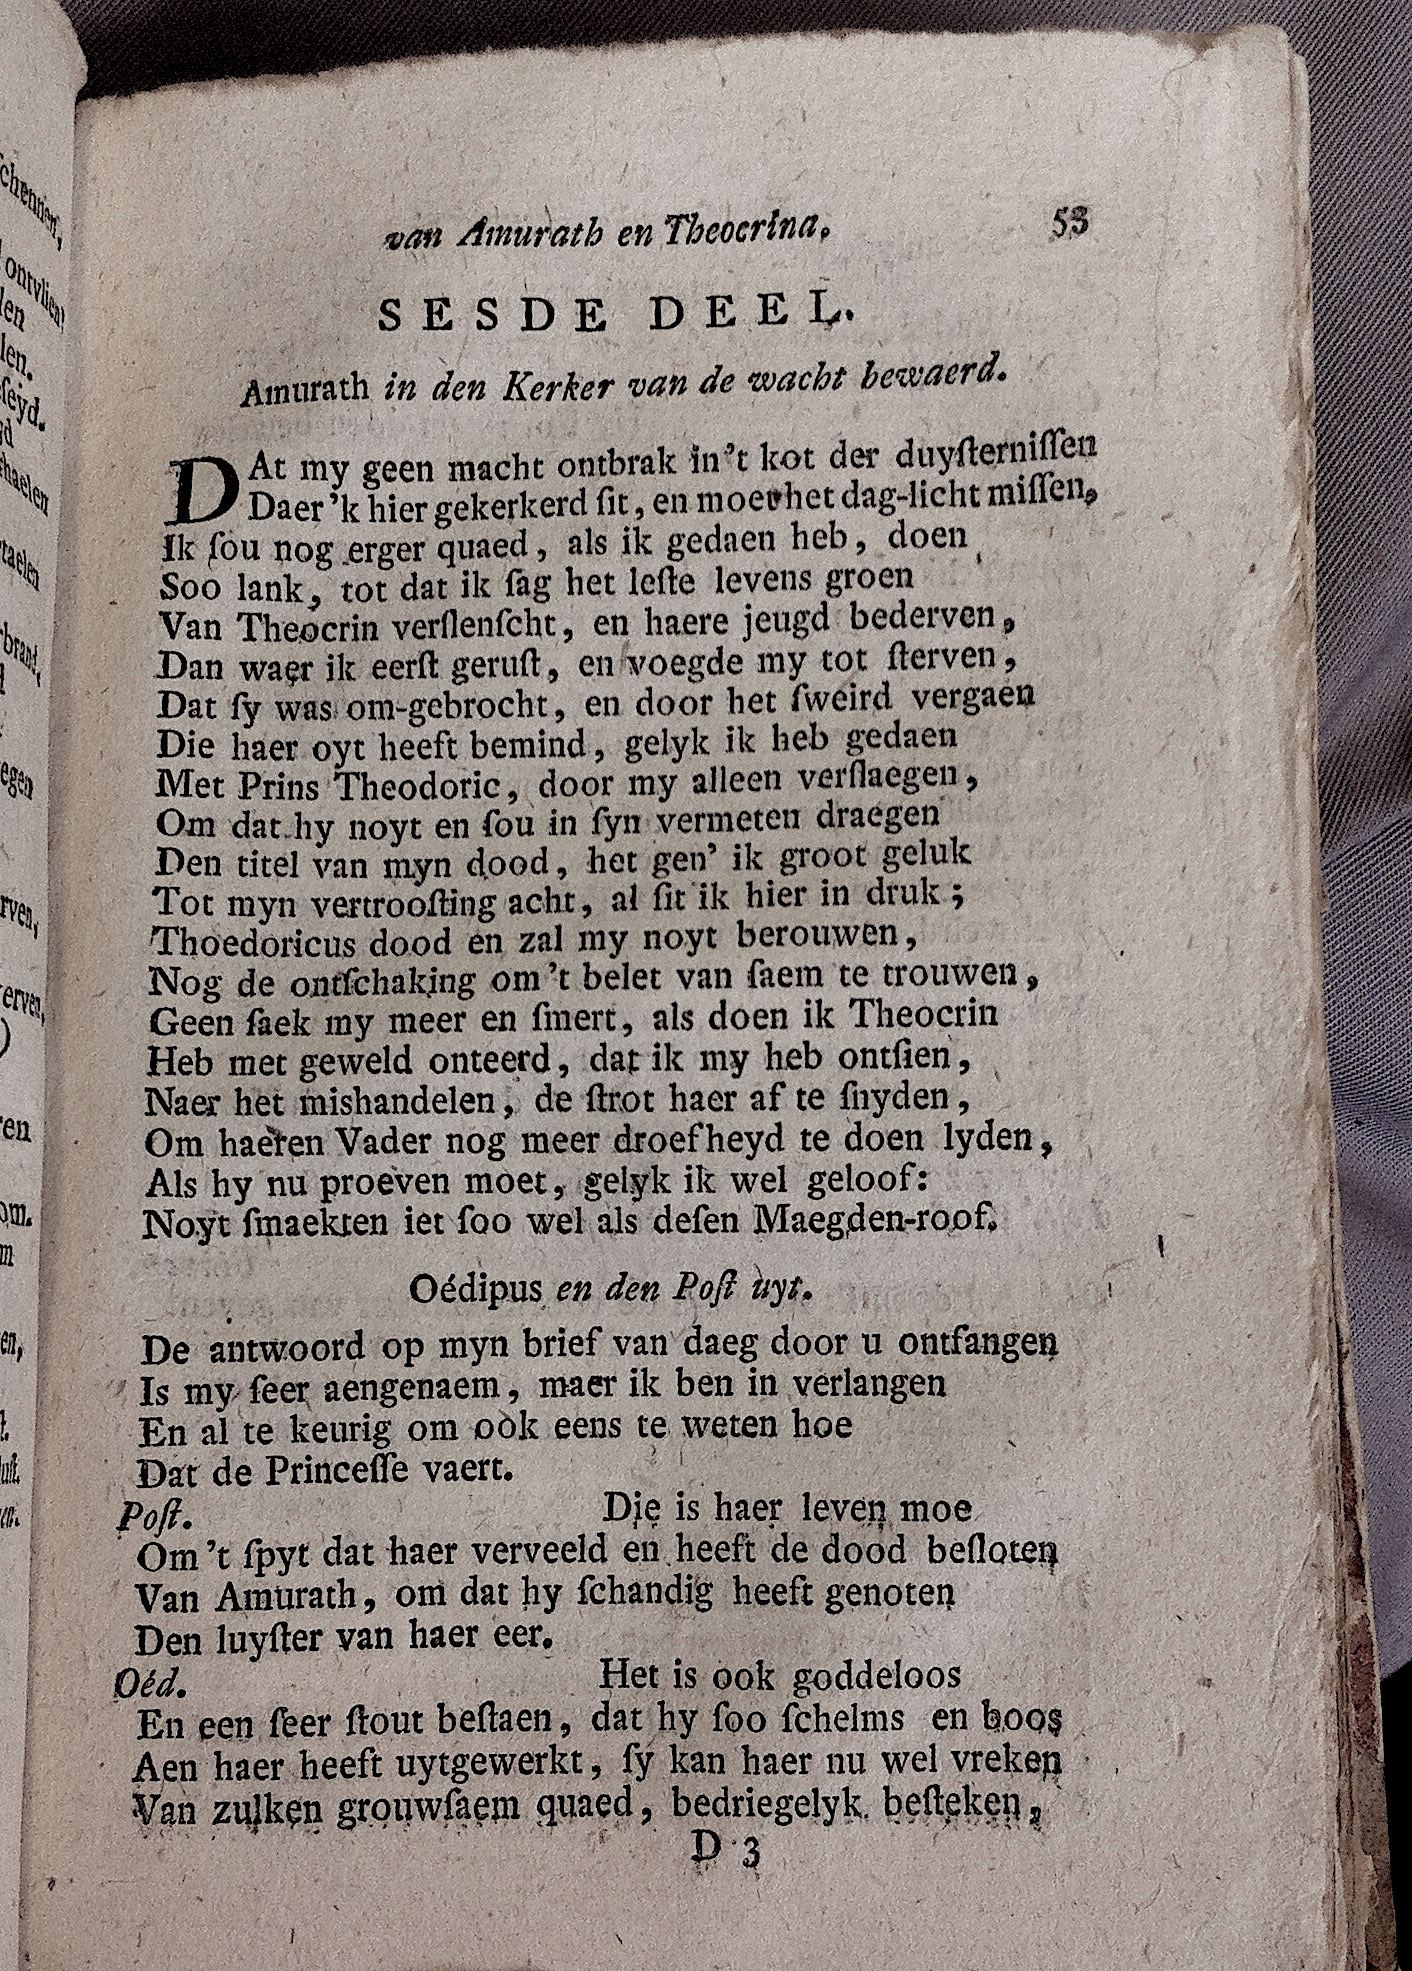 van Amurath en Theocrina. 53
SESDE DEEL.
Amurath in den Kerker van de wacht bewaerd.
DAt my geen macht ontbrak in't kot der duyſterniſſen
Daer 'k hier gekerkerd ſit, en moet het dag-licht miſſen,
Ik ſou nog erger quaed, als ik gedaen heb, doen
Soo lank, tot dat ik ſag het leſte levens groen
Van Theocrin verſlenſcht, en haere jeugd bederven,
Dan waer ik eerſt geruſt, en voegde my tot ſterven,
Dat ſy was om-gebrocht, en door het ſweird vergaen
Die haer oyt heeft bemind, gelyk ik heb gedaen
Met Prins Theodoric, door my alleen verſlaegen,
Om dat hy noyt en ſou in ſyn vermeten draegen
Den titel van myn dood, het gen' ik groot geluk
Tot myn vertrooſting acht, al ſit ik hier in druk;
Thoedoricus dood en zal my noyt berouwen,
Nog de ontſchaking om 't belet van ſaem te trouwen,
Geen ſaek my meer en ſmert, als doen ik Theocrin
Heb met geweld onteerd, dat ik my heb ontſien,
Naer het mishandelen, de ſtrot haer af te ſnyden,
Om haeren Vader nog meer droefheyd te doen lyden,
Als hy nu proeven moet, gelyk ik wel geloof:
Noyt ſmaekten iet ſoo wel als deſen Maegden-roof.
Oédipus en den Poſt uyt.
De antwoord op myn brief van daeg door u ontfangen
Is my ſeer aengenaem, maer ik ben in verlangen
En al te keurig om ook eens te weten hoe
Dat de Princeſſe vaert.
Poſt. Die is haer leven moe
Om 't ſpyt dat haer verveeld en heeft de dood beſloten
Van Amurath, om dat hy ſchandig heeft genoten
Den luyſter van haer eer.
Oéd. Het is ook goddeloos
En een ſeer ſtout beſtaen, dat hy ſoo ſchelms en boos
Aen haer heeft uytgewerkt, ſy kan haer nu wel vreken
Van zulken grouwſaem quaed, bedriegelyk beſteken,
D 3